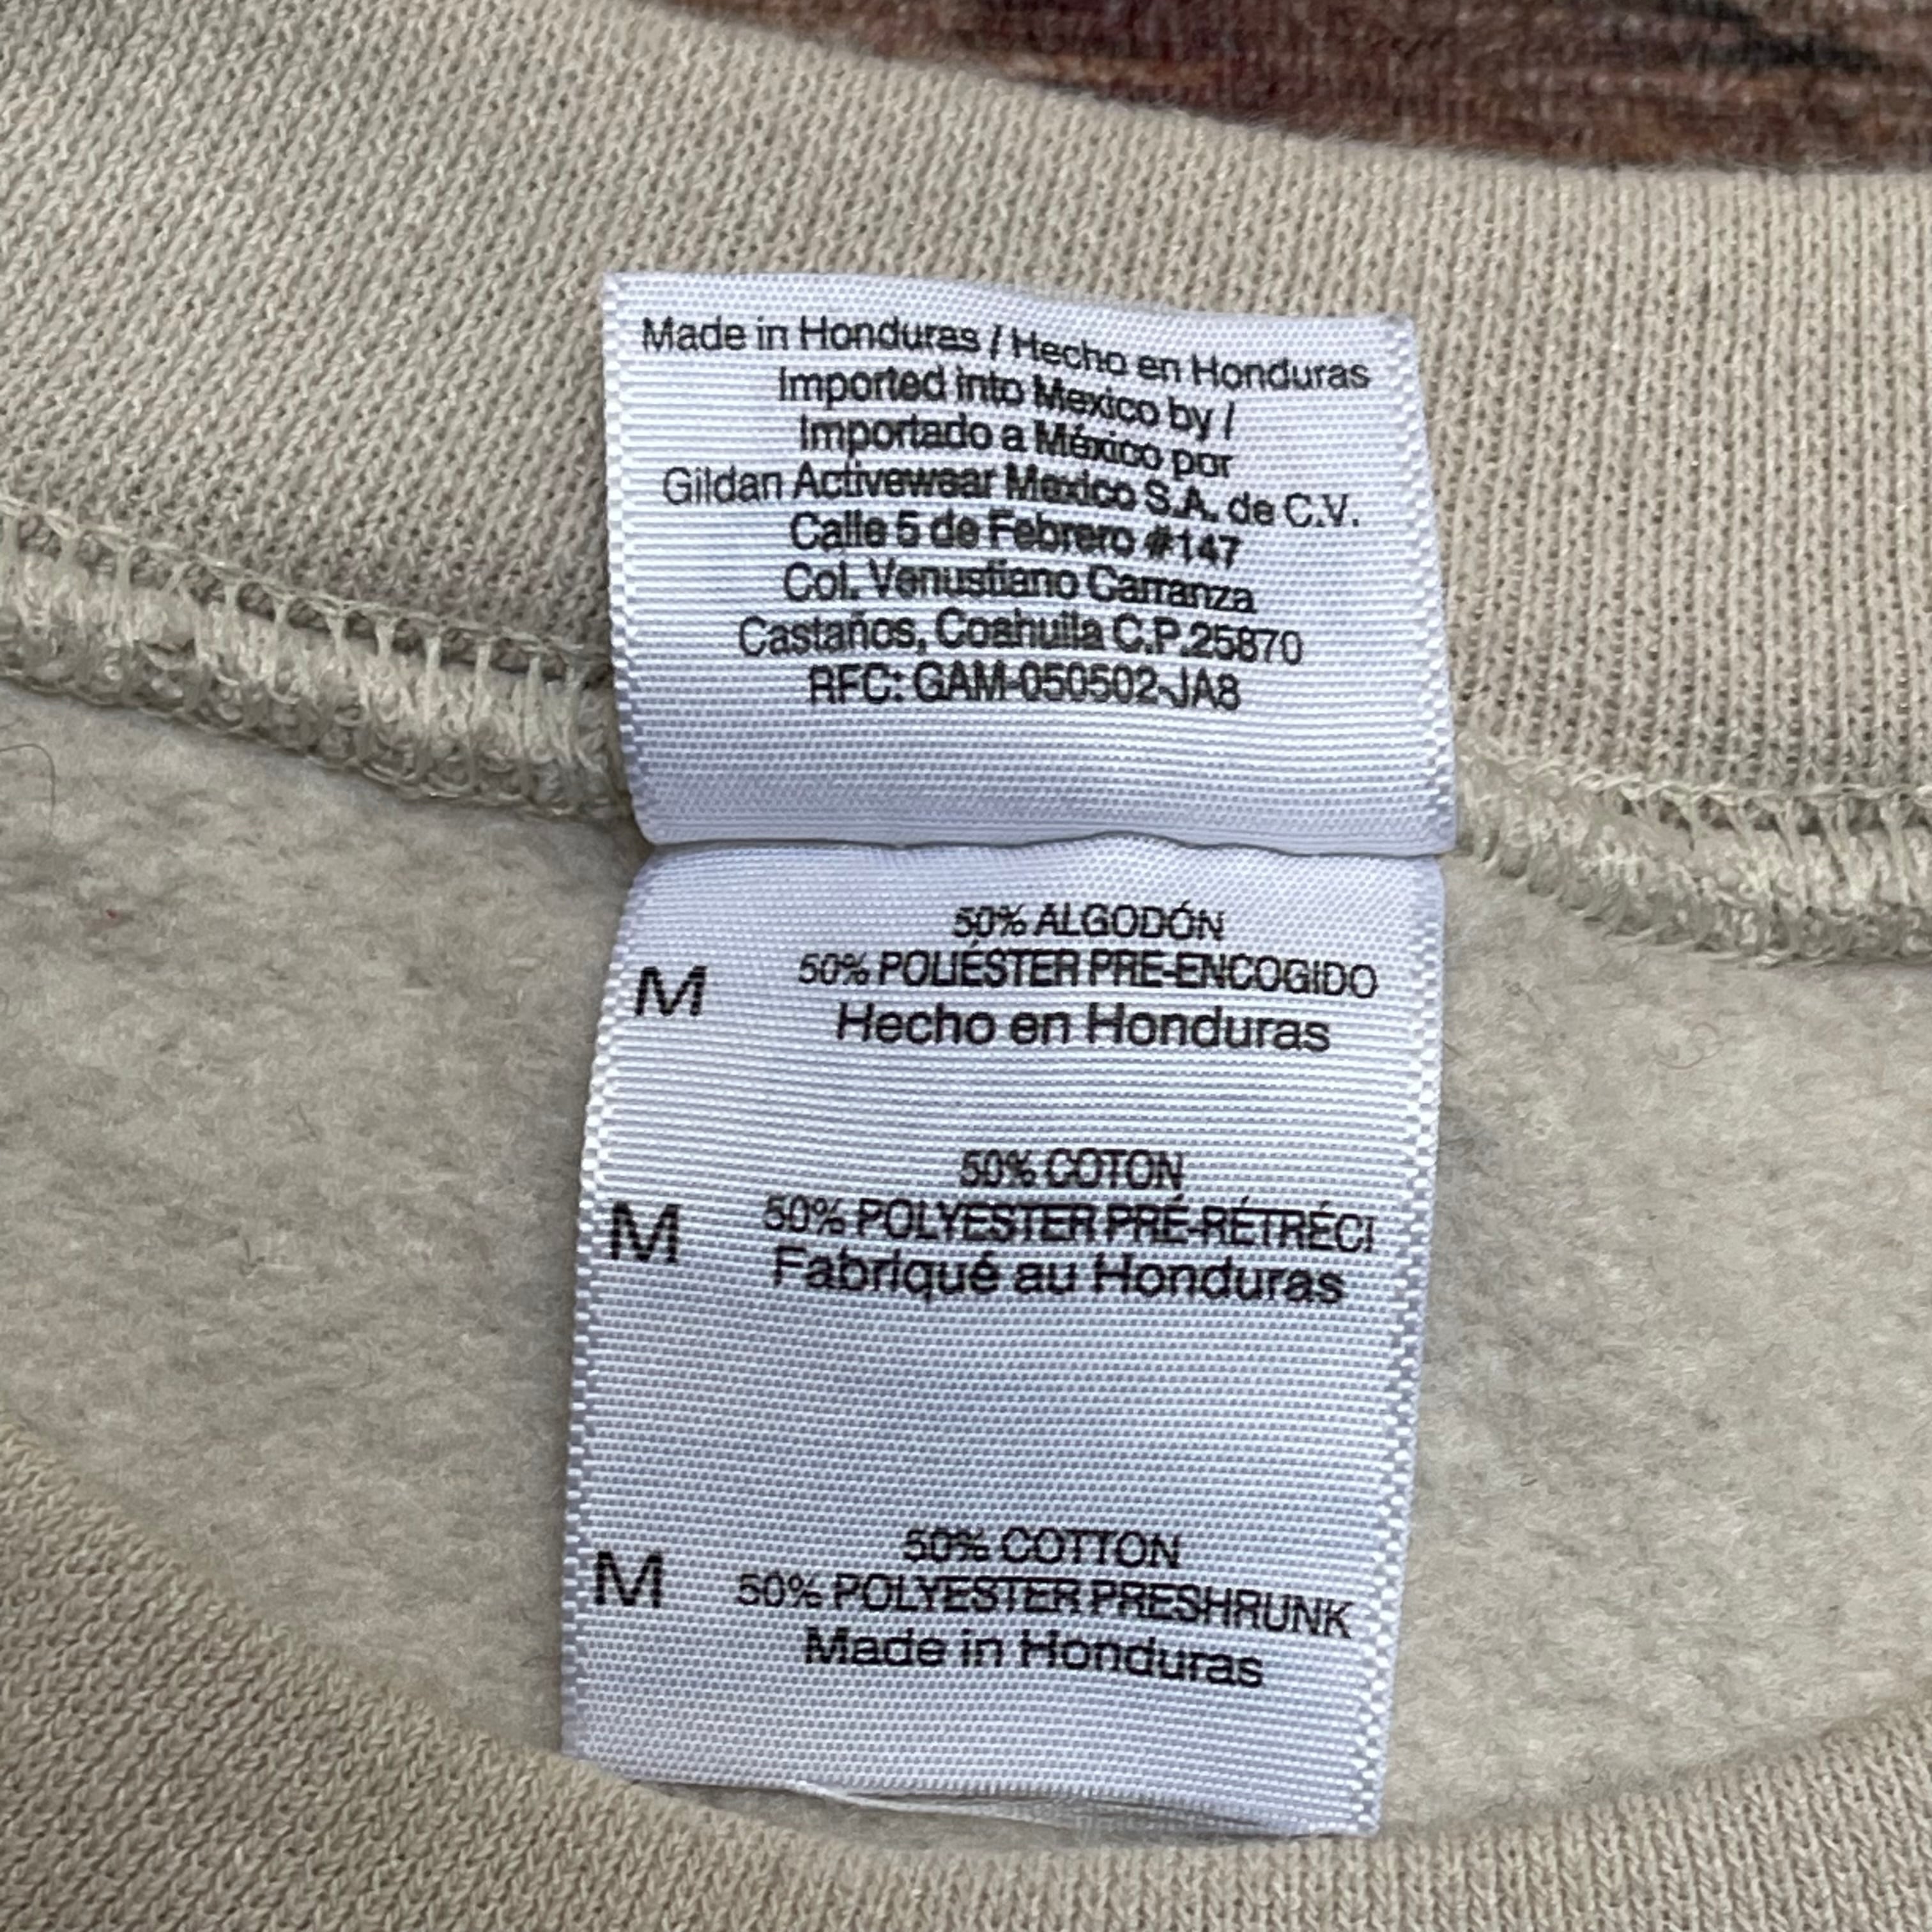 Made in Honduras / Hecho en Honduras
Imported into Mexico by /
Importado a México por
Gildan Activewear Mexico S.A. de C.V.
Calle 5 de Febrero #147
Col. Venustiano Carranza
Castaños, Coahuila C.P.25870
RFC: GAM-050502-JA8
50% ALGODÓN
M 50% POLIÉSTER PRE-ENCOGIDO
Hecho en Honduras
50% COTON
M 50% POLYESTER PRÉ-RÉTRÉCI
Fabriqué au Honduras
50% COTTON
M 50% POLYESTER PRESHRUNK
Made in Honduras